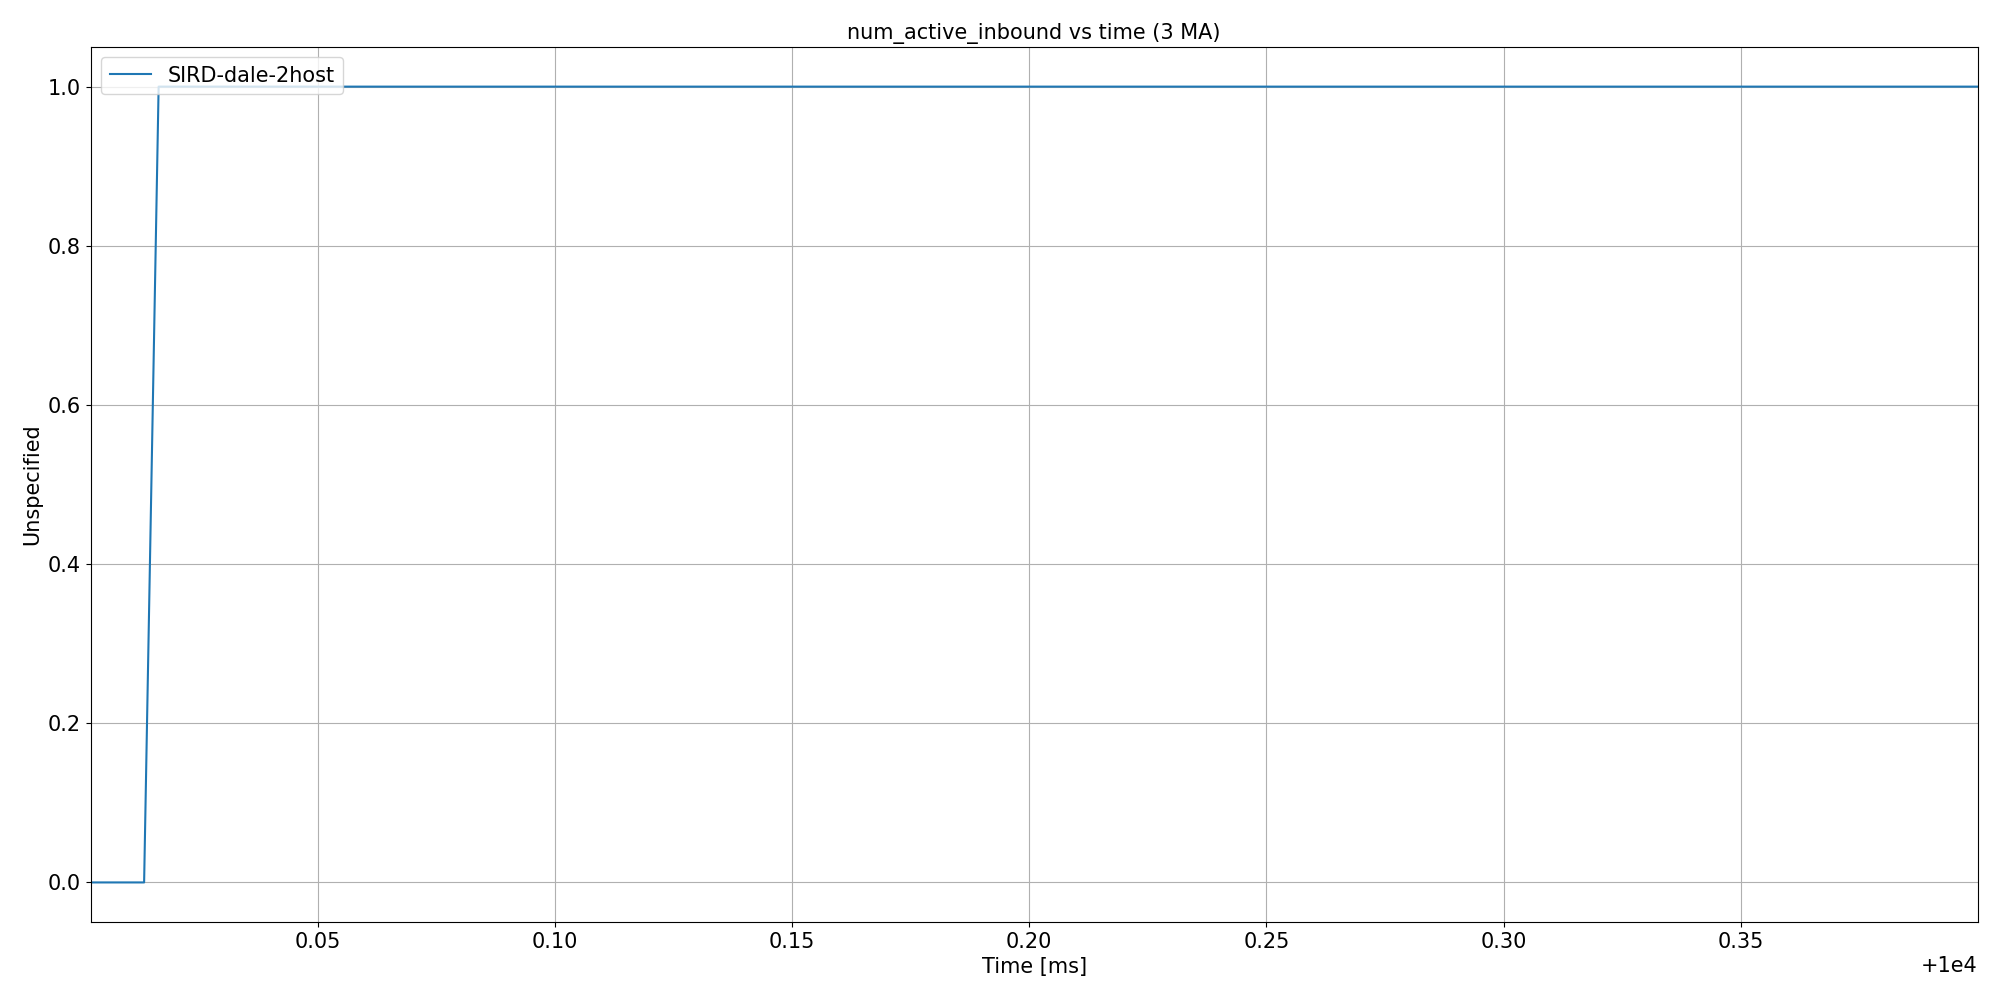 num_active_inbound vs time (3 MA)
SIRD-dale-2host
1.0
0.8
0.6
0.4
0.2
0.0
Unspecified
0.05 0.10 0.15 0.20 0.25 0.30 0.35
Time [ms]
+1e4